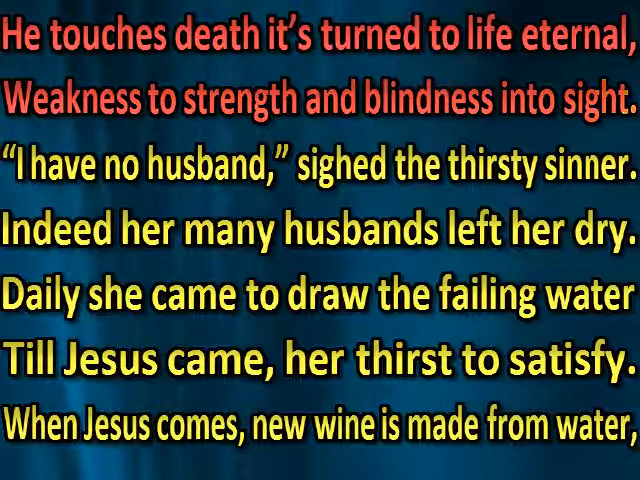 He touches death it’s turned to life eternal,
Weakness to strength and blindness into sight.
“I have no husband,” sighed the thirsty sinner.
Indeed her many husbands left her dry.
Daily she came to draw the failing water
Till Jesus came, her thirst to satisfy.
When Jesus comes, new wine is made from water,